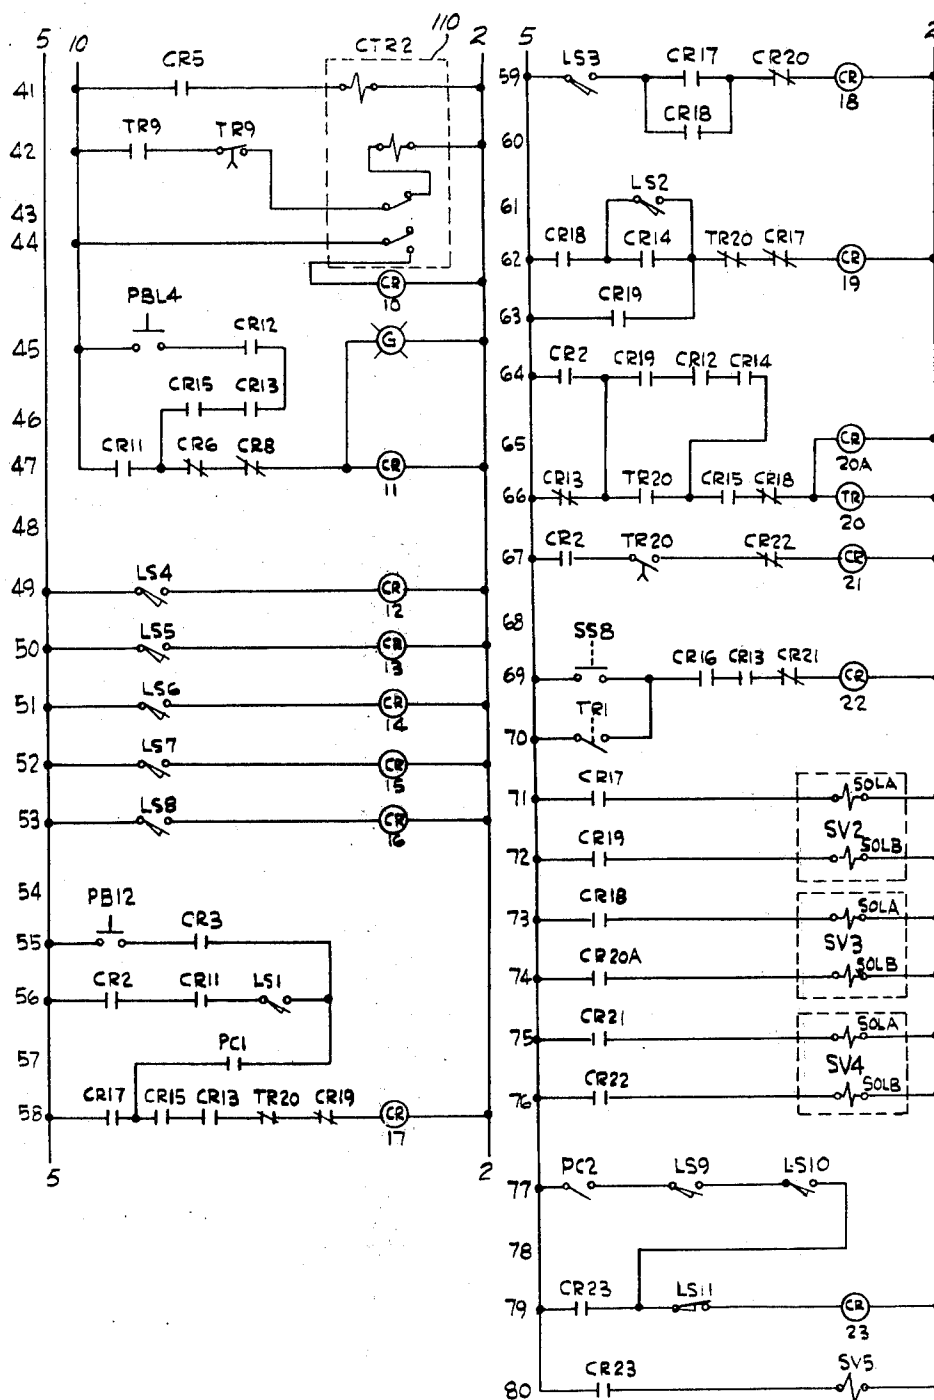 110
5 10 CTR2 2
CR5
41
TR9 TR9
42
43
44
CR
10
PBL4
CR12
45 G
CR15 CR13
46
CR11 CR6 CR8
47 CR
11
48
LS4
49 CR
12
LS5
50 CR
13
LS6
51 CR
14
LS7
52 CR
15
LS8
53 CR
16
54
PB12
CR3
55
CR2 CR11 LS1
56
PC1
57
CR17 CR15 CR13 TR20 CR19
58 CR
17
5 2
5 2
LS3 CR17 CR20
59 CR
18
CR18
60
LS2
61
CR18 CR14 TR20 CR17
62 CR
19
CR19
63
CR2 CR19 CR12 CR14
64
65 CR
20A
CR13 TR20 CR15 CR18
66 TR
20
CR2 TR20 CR22
67 CR
21
68
SS8
CR16 CR13 CR21
69 CR
22
TR1
70
CR17 SOLA
71
SV2
CR19 SOLB
72
CR18 SOLA
73
SV3
CR20A SOLB
74
CR21 SOLA
75
SV4
CR22 SOLB
76
PC2 LS9 LS10
77
78
CR23 LS11
79 CR
23
CR23 SV5
80